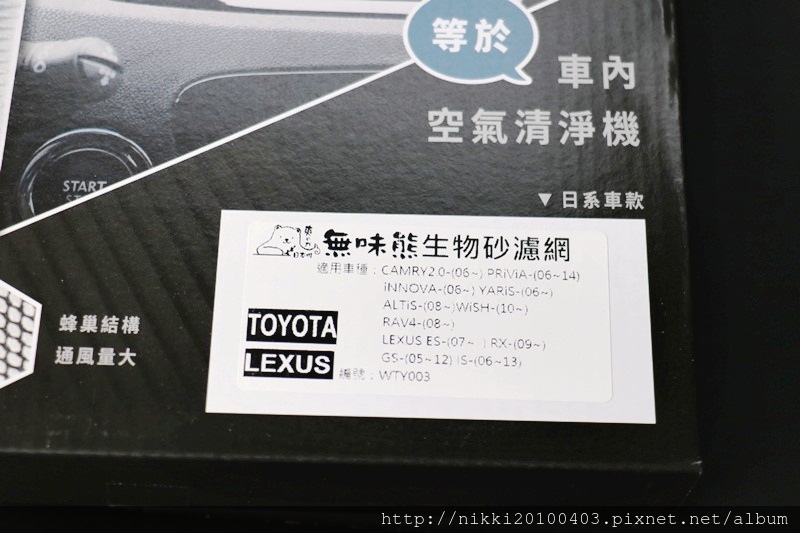 等於
車內
空氣清淨機
START
▼日系車款
無味熊生物砂濾網
適用車種：CAMRY2.0-(06~) PRiViA-(06~14)
iNNOVA-(06~) YARiS-(06~)
ALTiS-(08~)WiSH-(10~)
RAV4-(08~)
LEXUS ES-(07~ ) RX-(09~)
GS-(05~12) IS-(06~13)
TOYOTA
LEXUS
編號：WTY003
蜂巢結構
通風量大
http://nikki20100403.pixnet.net/album